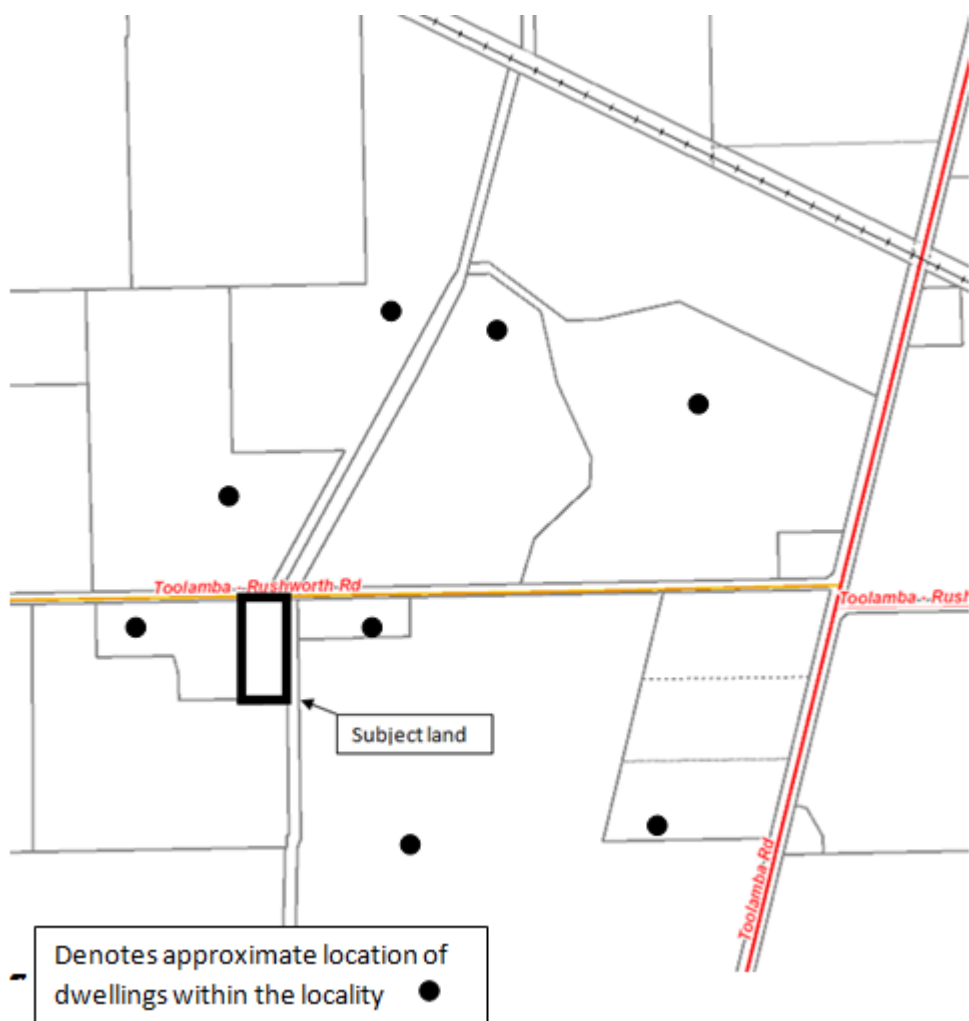 Toolamba - Rushworth Rd
Toolamba - Rush
Subject land
Toolamba Rd
Denotes approximate location of
dwellings within the locality